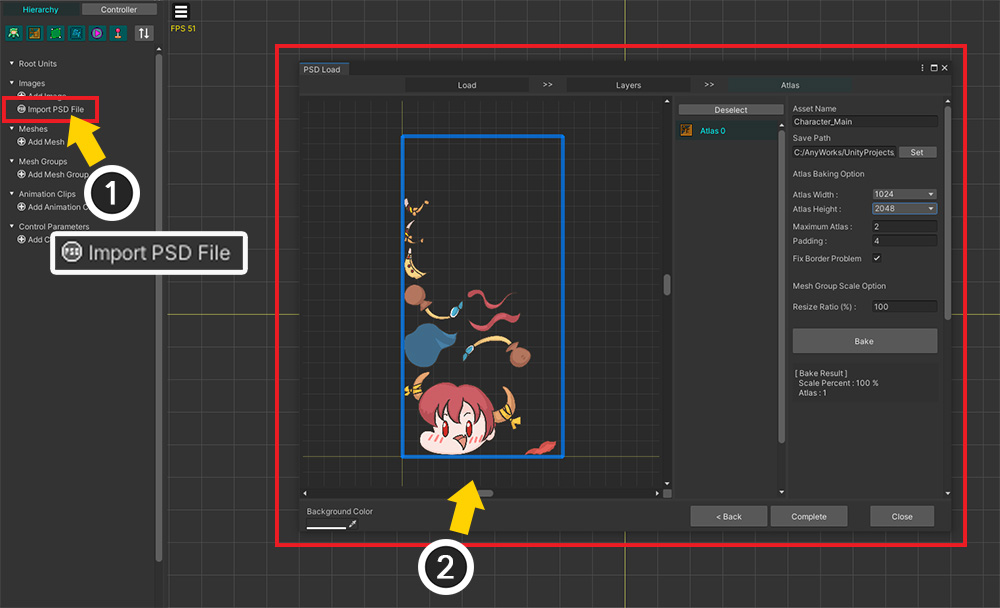 Hierarchy
Controller
FPS 51
Root Units
Images
Add Image
Import PSD File
Meshes
Add Mesh
Mesh Groups
Add Mesh Group
Animation Clips
Add Animation C
Control Parameters
Add C
1
Import PSD File
PSD Load
Load >> Layers >> Atlas
Deselect
Atlas 0
Asset Name
Character_Main
Save Path
C:/AnyWorks/UnityProjects
Set
Atlas Baking Option
Atlas Width : 1024
Atlas Height : 2048
Maximum Atlas : 2
Padding : 4
Fix Border Problem
Mesh Group Scale Option
Resize Ratio (%) : 100
Bake
[ Bake Result ]
Scale Percent : 100 %
Atlas : 1
Background Color
< Back
Complete
Close
2